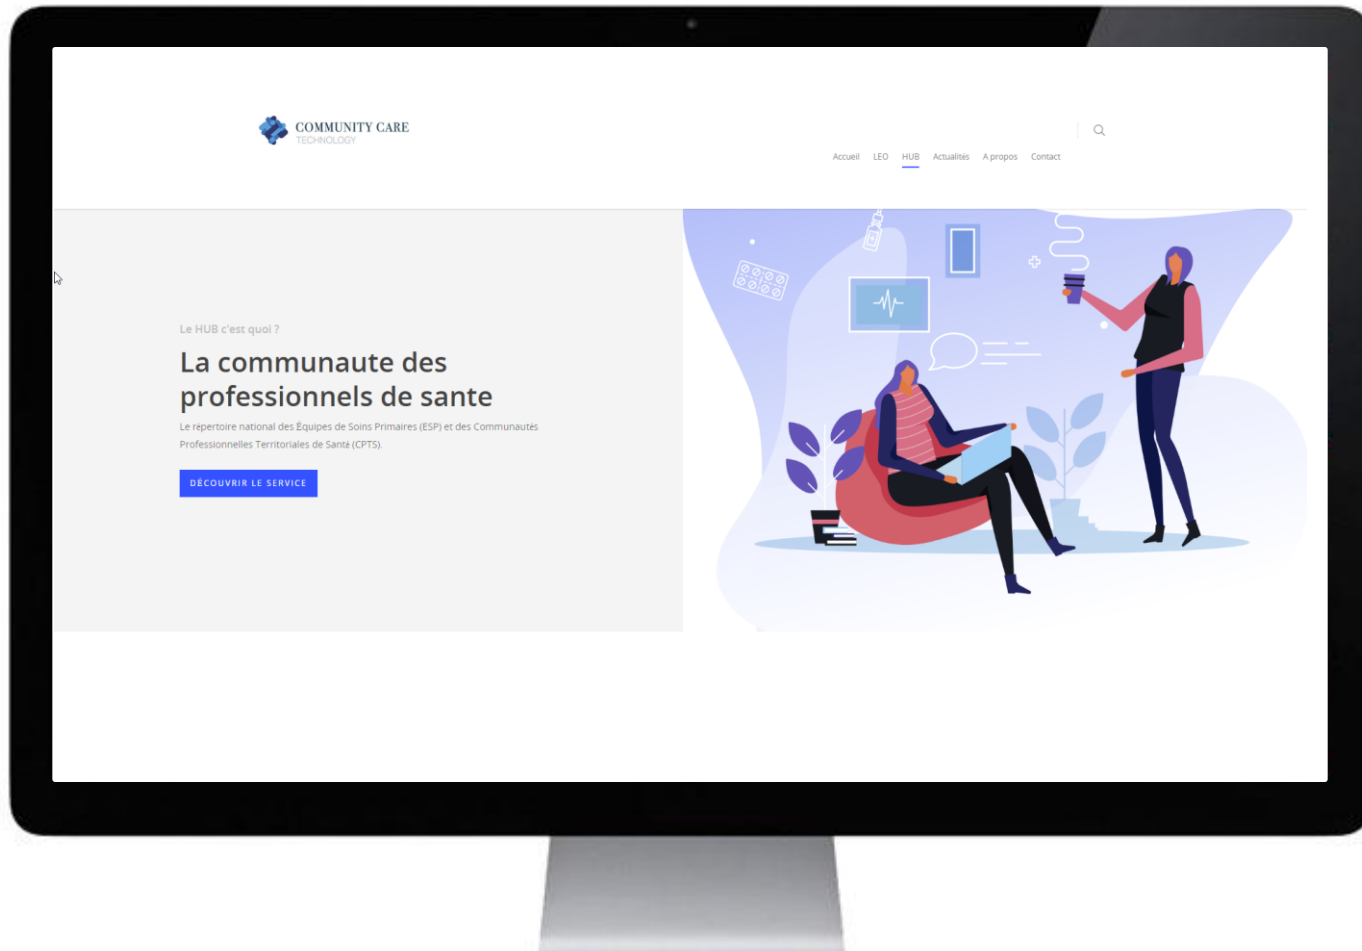 COMMUNITY CARE
TECHNOLOGY
Accueil LEO HUB Actualités A propos Contact
Le HUB c'est quoi ?
La communaute des
professionnels de sante
Le répertoire national des Équipes de Soins Primaires (ESP) et des Communautés
Professionnelles Territoriales de Santé (CPTS).
DÉCOUVRIR LE SERVICE